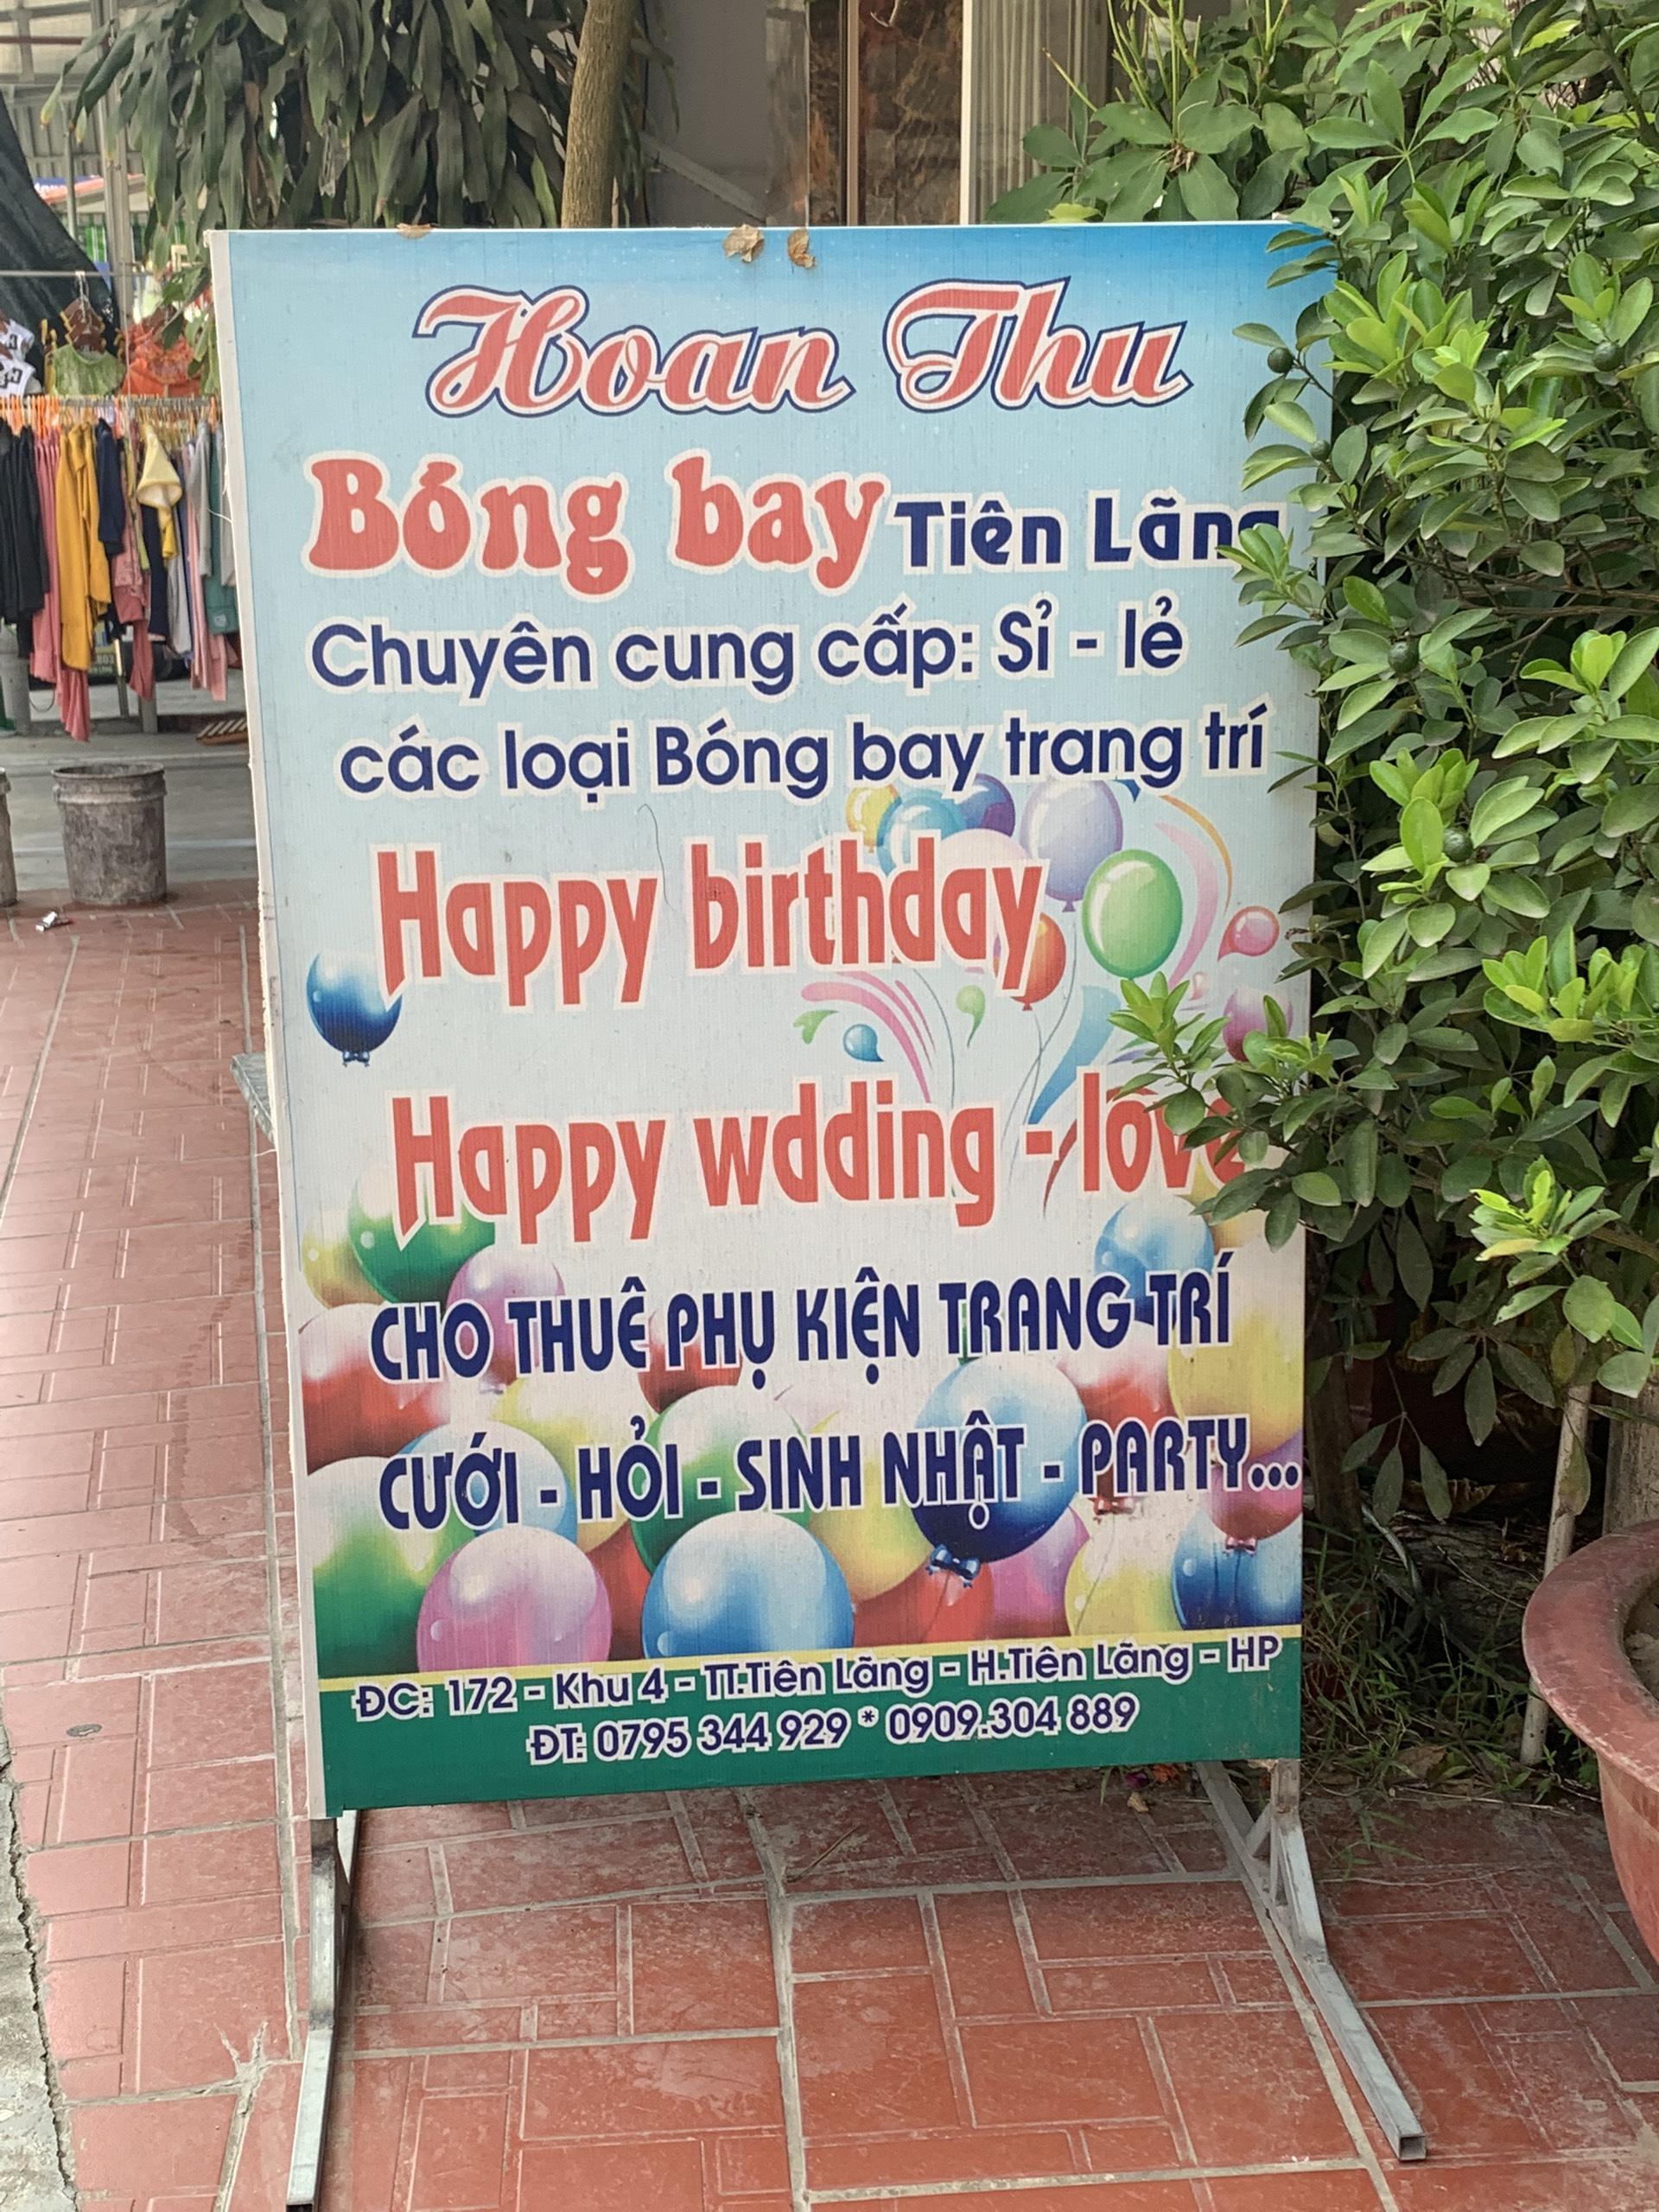 Hoan Thu
Bóng bay Tiên Lãng
Chuyên cung cấp: Sỉ - lẻ
các loại Bóng bay trang trí
Happy birthday
Happy wdding - love
CHO THUÊ PHỤ KIỆN TRANG TRÍ
CƯỚI - HỎI - SINH NHẬT - PARTY...
ĐC: 172 - Khu 4 - TT.Tiên Lãng - H.Tiên Lãng - HP
ĐT: 0795 344 929 * 0909.304 889